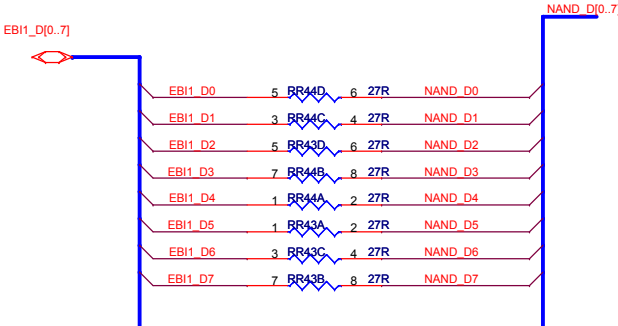 NAND_D[0..7]
EBI1_D[0..7]
EBI1_D0 5 RR44D 6 27R NAND_D0
EBI1_D1 3 RR44C 4 27R NAND_D1
EBI1_D2 5 RR43D 6 27R NAND_D2
EBI1_D3 7 RR44B 8 27R NAND_D3
EBI1_D4 1 RR44A 2 27R NAND_D4
EBI1_D5 1 RR43A 2 27R NAND_D5
EBI1_D6 3 RR43C 4 27R NAND_D6
EBI1_D7 7 RR43B 8 27R NAND_D7